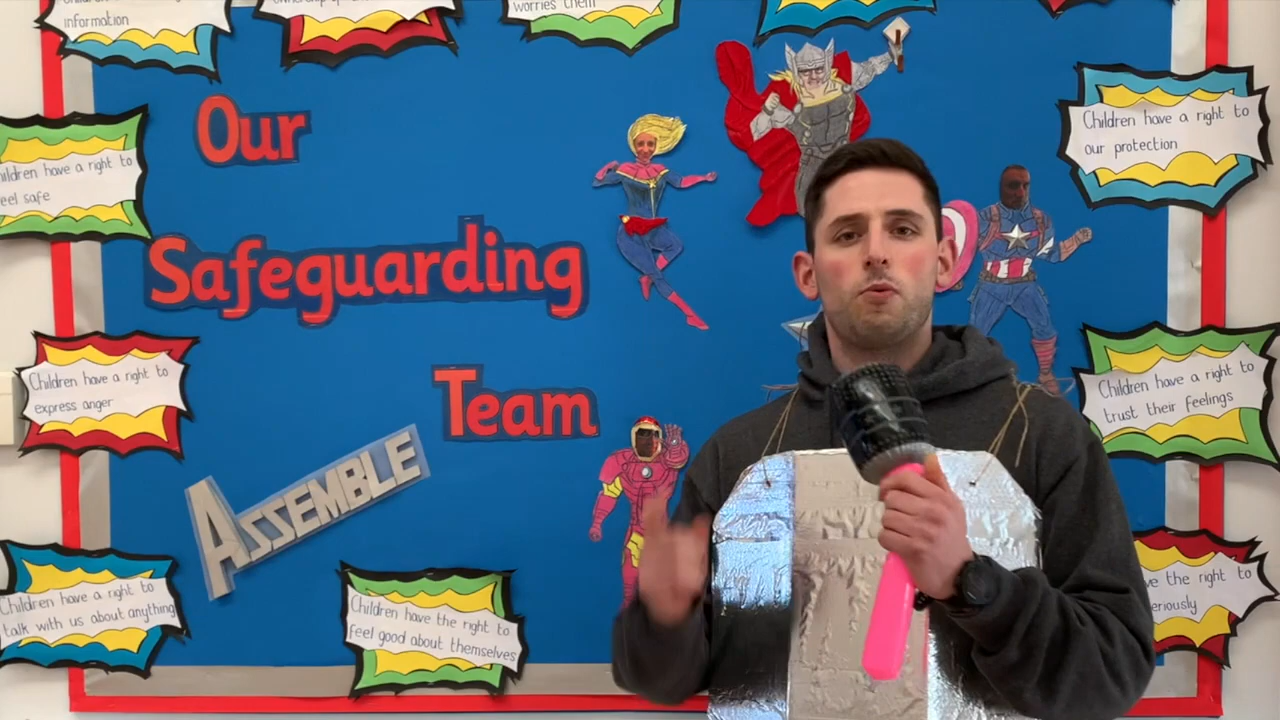 information
worries them
Our
Children have a right to
our protection
children have a right to
feel safe
Safeguarding
Children have a right to
express anger
Children have a right to
trust their feelings
Team
ASSEMBLE
Children have a right to
talk with us about anything
Children have the right to
feel good about themselves
have the right to
seriously